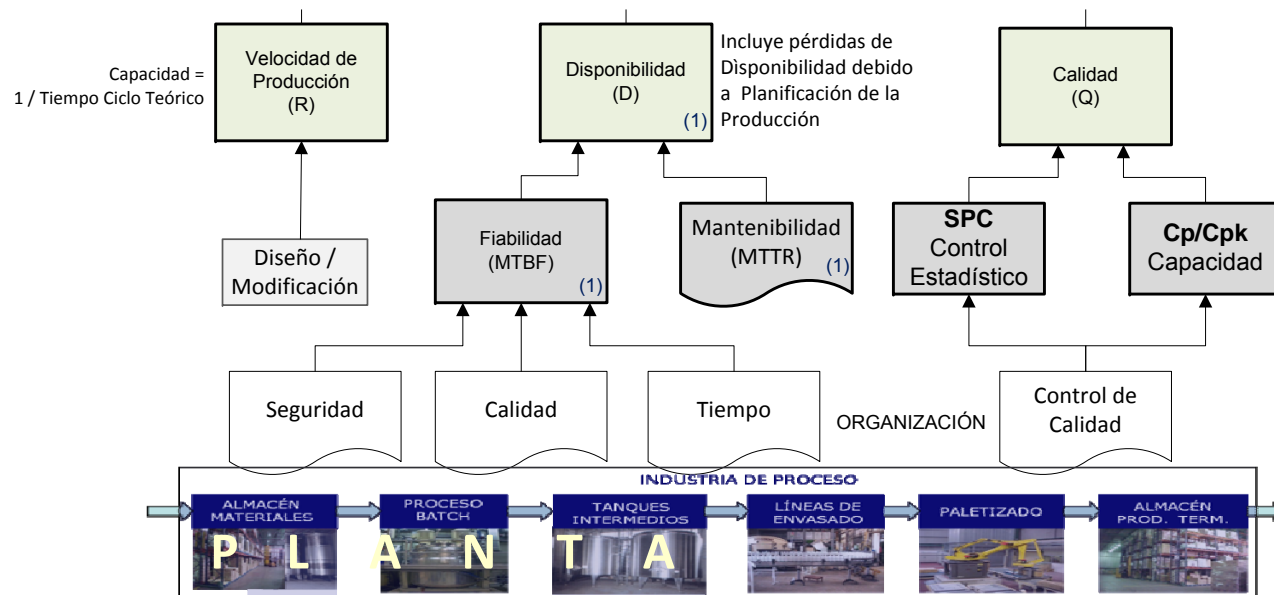 Capacidad =
1 / Tiempo Ciclo Teórico
Velocidad de
Producción
(R)
Disponibilidad
(D)
(1)
Incluye pérdidas de
Dìsponibilidad debido
a Planificación de la
Producción
Calidad
(Q)
Diseño /
Modificación
Fiabilidad
(MTBF)
(1)
Mantenibilidad
(MTTR)
(1)
SPC
Control
Estadístico
Cp/Cpk
Capacidad
Seguridad
Calidad
Tiempo
ORGANIZACIÓN
Control de
Calidad
INDUSTRIA DE PROCESO
ALMACÉN
MATERIALES
PROCESO
BATCH
TANQUES
INTERMEDIOS
LÍNEAS DE
ENVASADO
PALETIZADO
ALMACÉN
PROD. TERM.
P L A N T A